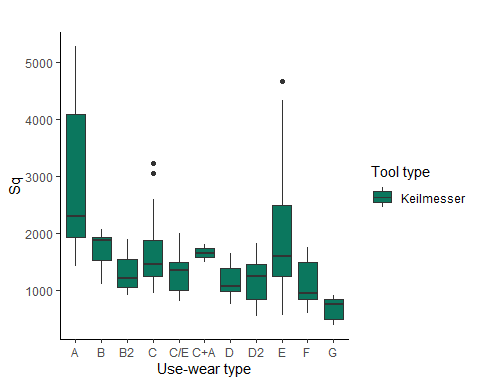 5000
4000
3000
2000
1000
Sq
A B B2 C C/E C+A D D2 E F G
Use-wear type
Tool type
Keilmesser